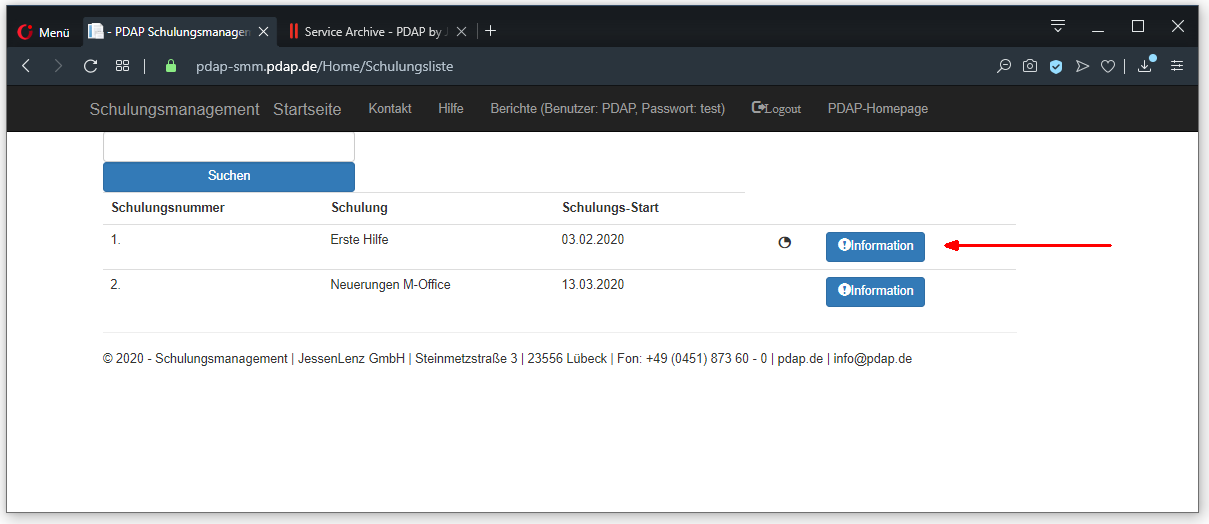 Menü
- PDAP Schulungsmanagem
Service Archive - PDAP by J
pdap-smm.pdap.de/Home/Schulungsliste
Schulungsmanagement Startseite Kontakt Hilfe Berichte (Benutzer: PDAP, Passwort: test) Logout PDAP-Homepage
Suchen
Schulungsnummer Schulung Schulungs-Start
1. Erste Hilfe 03.02.2020 Information
2. Neuerungen M-Office 13.03.2020 Information
© 2020 - Schulungsmanagement | JessenLenz GmbH | Steinmetzstraße 3 | 23556 Lübeck | Fon: +49 (0451) 873 60 - 0 | pdap.de | info@pdap.de